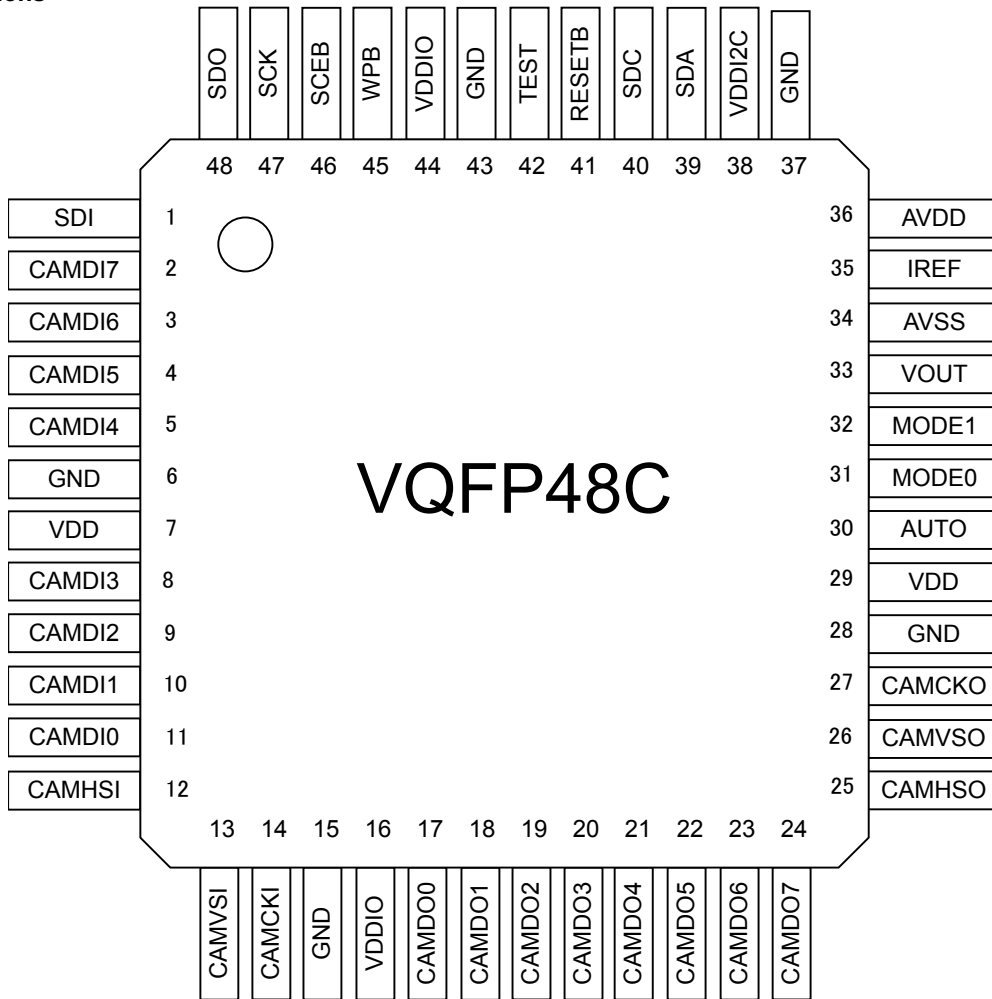 SDO SCK SCEB WPB VDDIO GND TEST RESETB SDC SDA VDDI2C GND
48 47 46 45 44 43 42 41 40 39 38 37
SDI 1 36 AVDD
CAMDI7 2 35 IREF
CAMDI6 3 34 AVSS
CAMDI5 4 33 VOUT
CAMDI4 5 32 MODE1
GND 6 31 MODE0
VQFP48C
VDD 7 30 AUTO
CAMDI3 8 29 VDD
CAMDI2 9 28 GND
CAMDI1 10 27 CAMCKO
CAMDI0 11 26 CAMVSO
CAMHSI 12 25 CAMHSO
13 14 15 16 17 18 19 20 21 22 23 24
CAMVSI CAMCKI GND VDDIO CAMDO0 CAMDO1 CAMDO2 CAMDO3 CAMDO4 CAMDO5 CAMDO6 CAMDO7